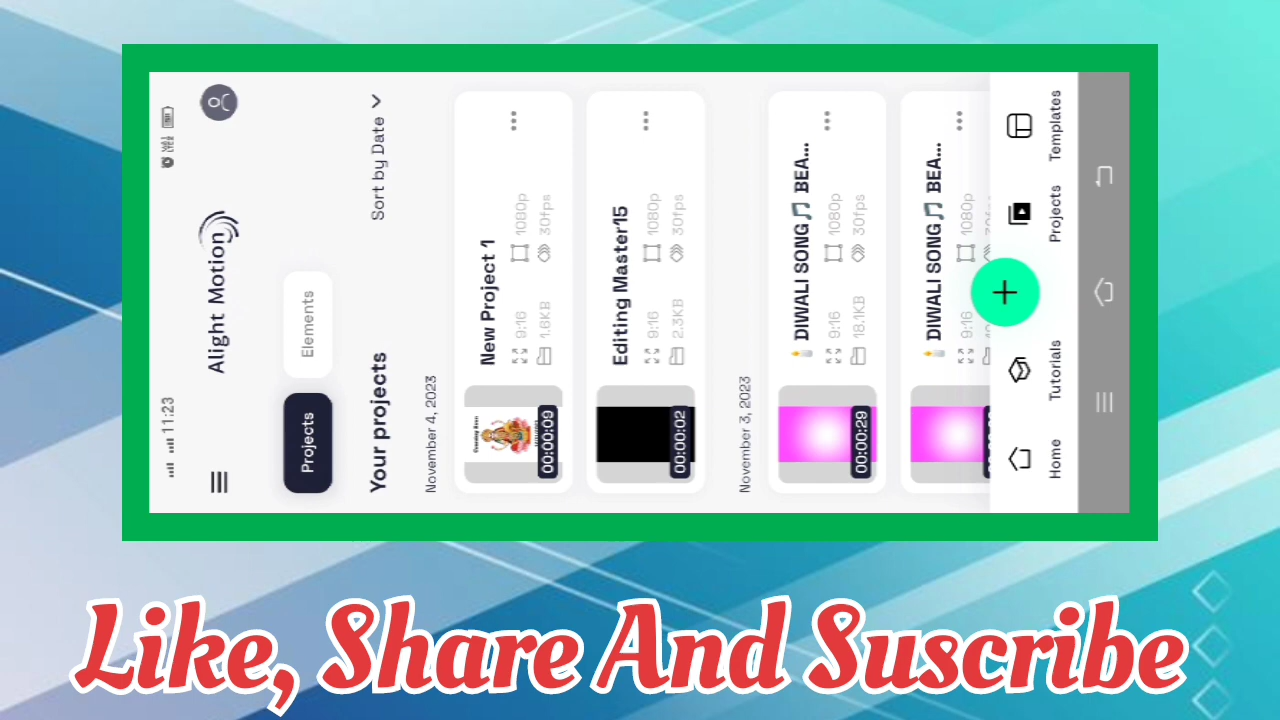 11:23
Alight Motion
Projects Elements
Your projects Sort by Date
November 4, 2023
New Project 1
9:16 1080p
1.6KB 30fps
00:00:09
Editing Master15
9:16 1080p
2.3KB 30fps
00:00:02
November 3, 2023
🕯️ DIWALI SONG 🎵 BEA...
9:16 1080p
18.1KB 30fps
00:00:29
🕯️ DIWALI SONG 🎵 BEA...
9:16 1080p
Home Tutorials Projects Templates
Like, Share And Suscribe